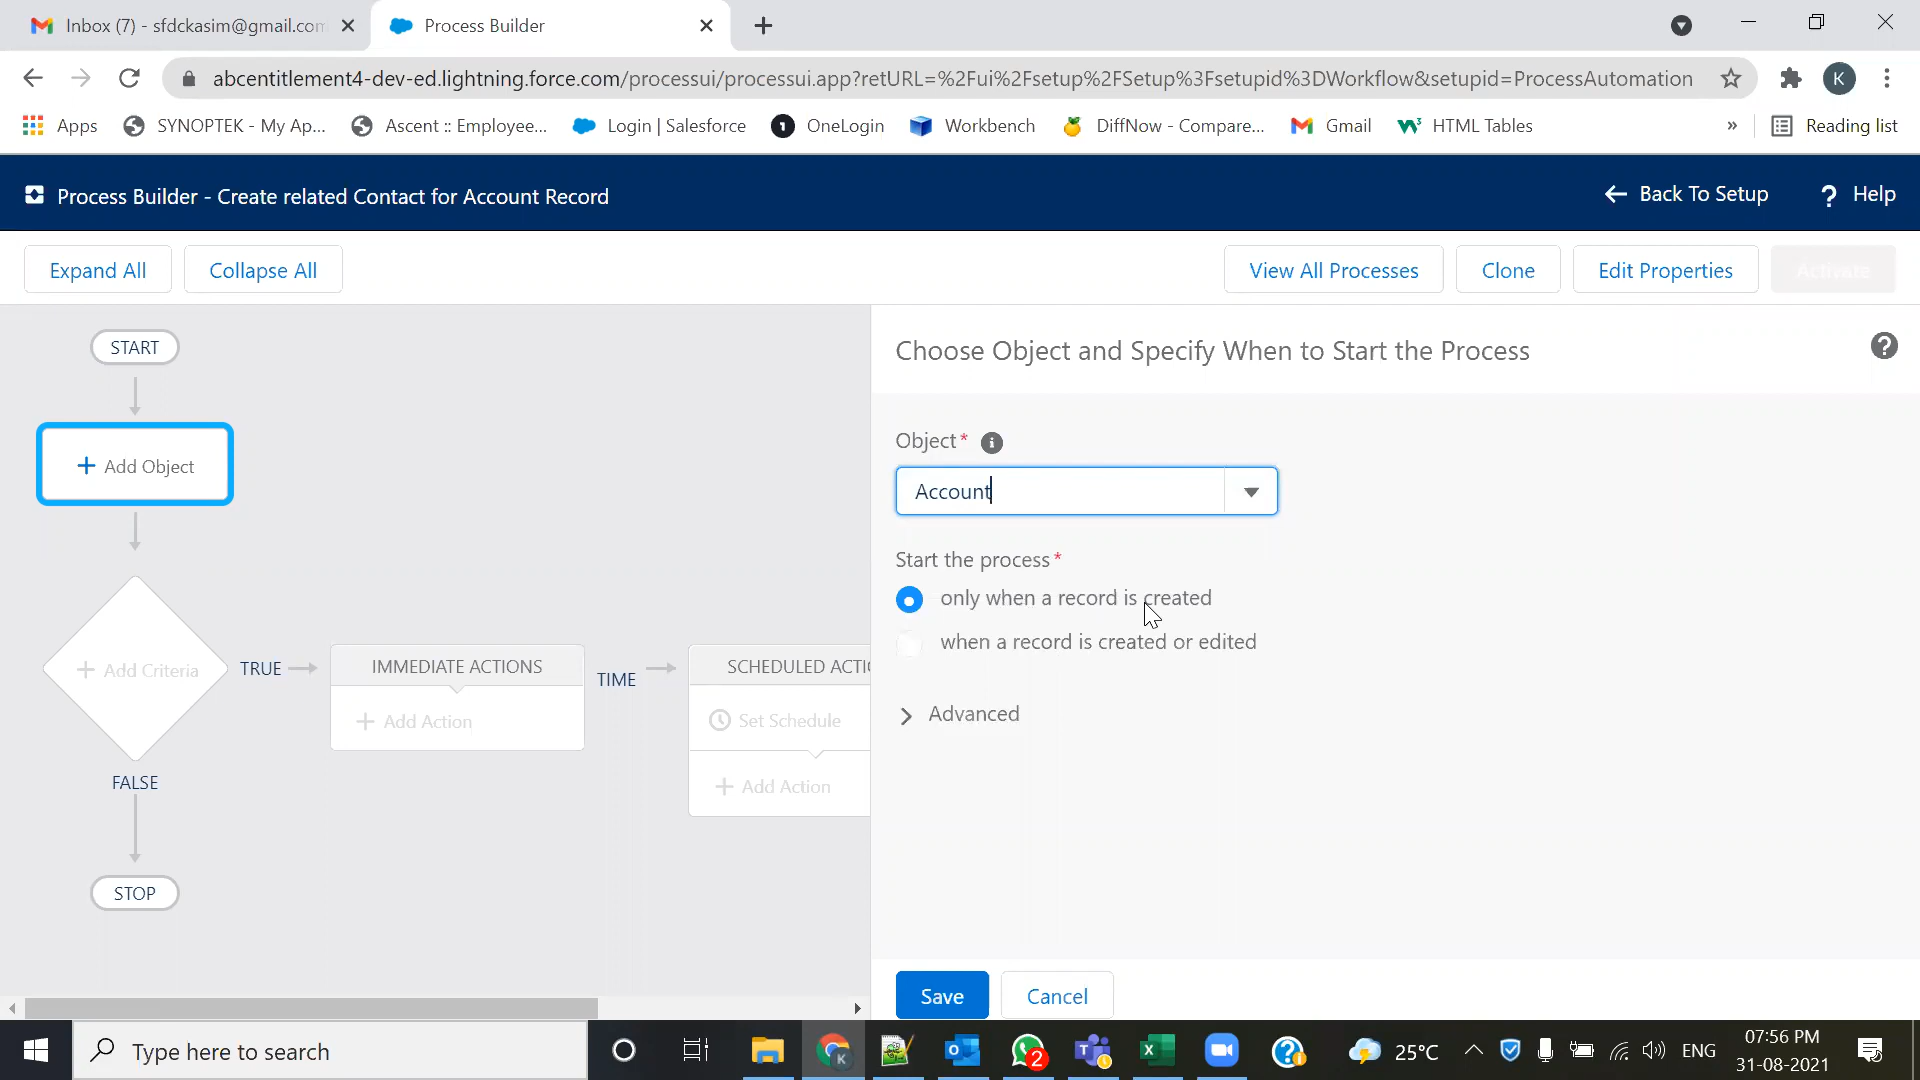 Inbox (7) - sfdckasim@gmail.con
Process Builder
abcentitlement4-dev-ed.lightning.force.com/processui/processui.app?retURL=%2Fui%2Fsetup%2FSetup%3Fsetupid%3DWorkflow&setupid=ProcessAutomation
K
Apps
SYNOPTEK - My Ap...
Ascent :: Employee...
Login | Salesforce
OneLogin
Workbench
DiffNow - Compare...
Gmail
HTML Tables
»
Reading list
Process Builder - Create related Contact for Account Record
Back To Setup
? Help
Expand All
Collapse All
View All Processes
Clone
Edit Properties
Activate
START
+ Add Object
+ Add Criteria
TRUE
IMMEDIATE ACTIONS
+ Add Action
TIME
SCHEDULED ACTI
Set Schedule
+ Add Action
FALSE
STOP
Choose Object and Specify When to Start the Process
Object*
Account
Start the process*
only when a record is created
when a record is created or edited
Advanced
Save
Cancel
Type here to search
K
2
25°C
ENG
07:56 PM
31-08-2021